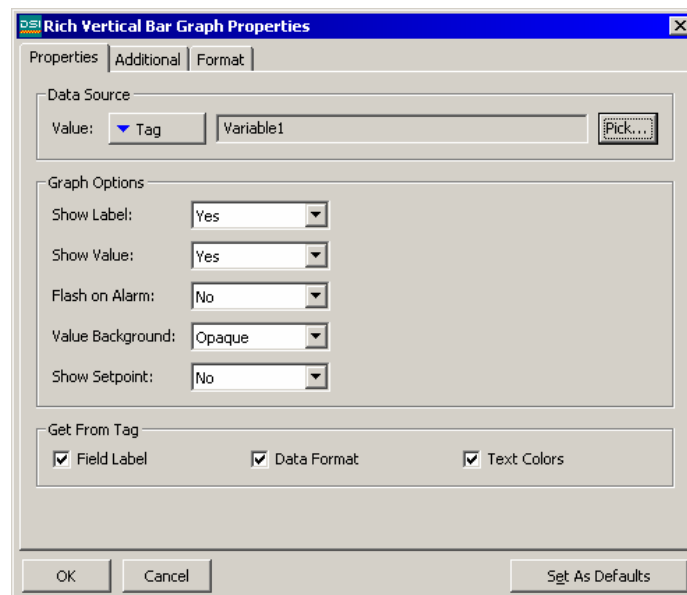 DSI Rich Vertical Bar Graph Properties
Properties Additional Format
Data Source
Value: Tag Variable1 Pick...
Graph Options
Show Label: Yes
Show Value: Yes
Flash on Alarm: No
Value Background: Opaque
Show Setpoint: No
Get From Tag
Field Label Data Format Text Colors
OK Cancel Set As Defaults